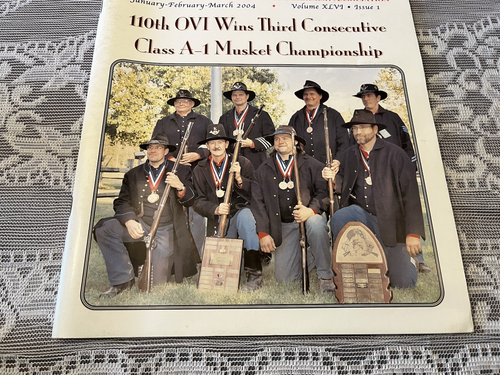 January-February-March 2004 • Volume XLVI • Issue 1
110th OVI Wins Third Consecutive
Class A-1 Musket Championship